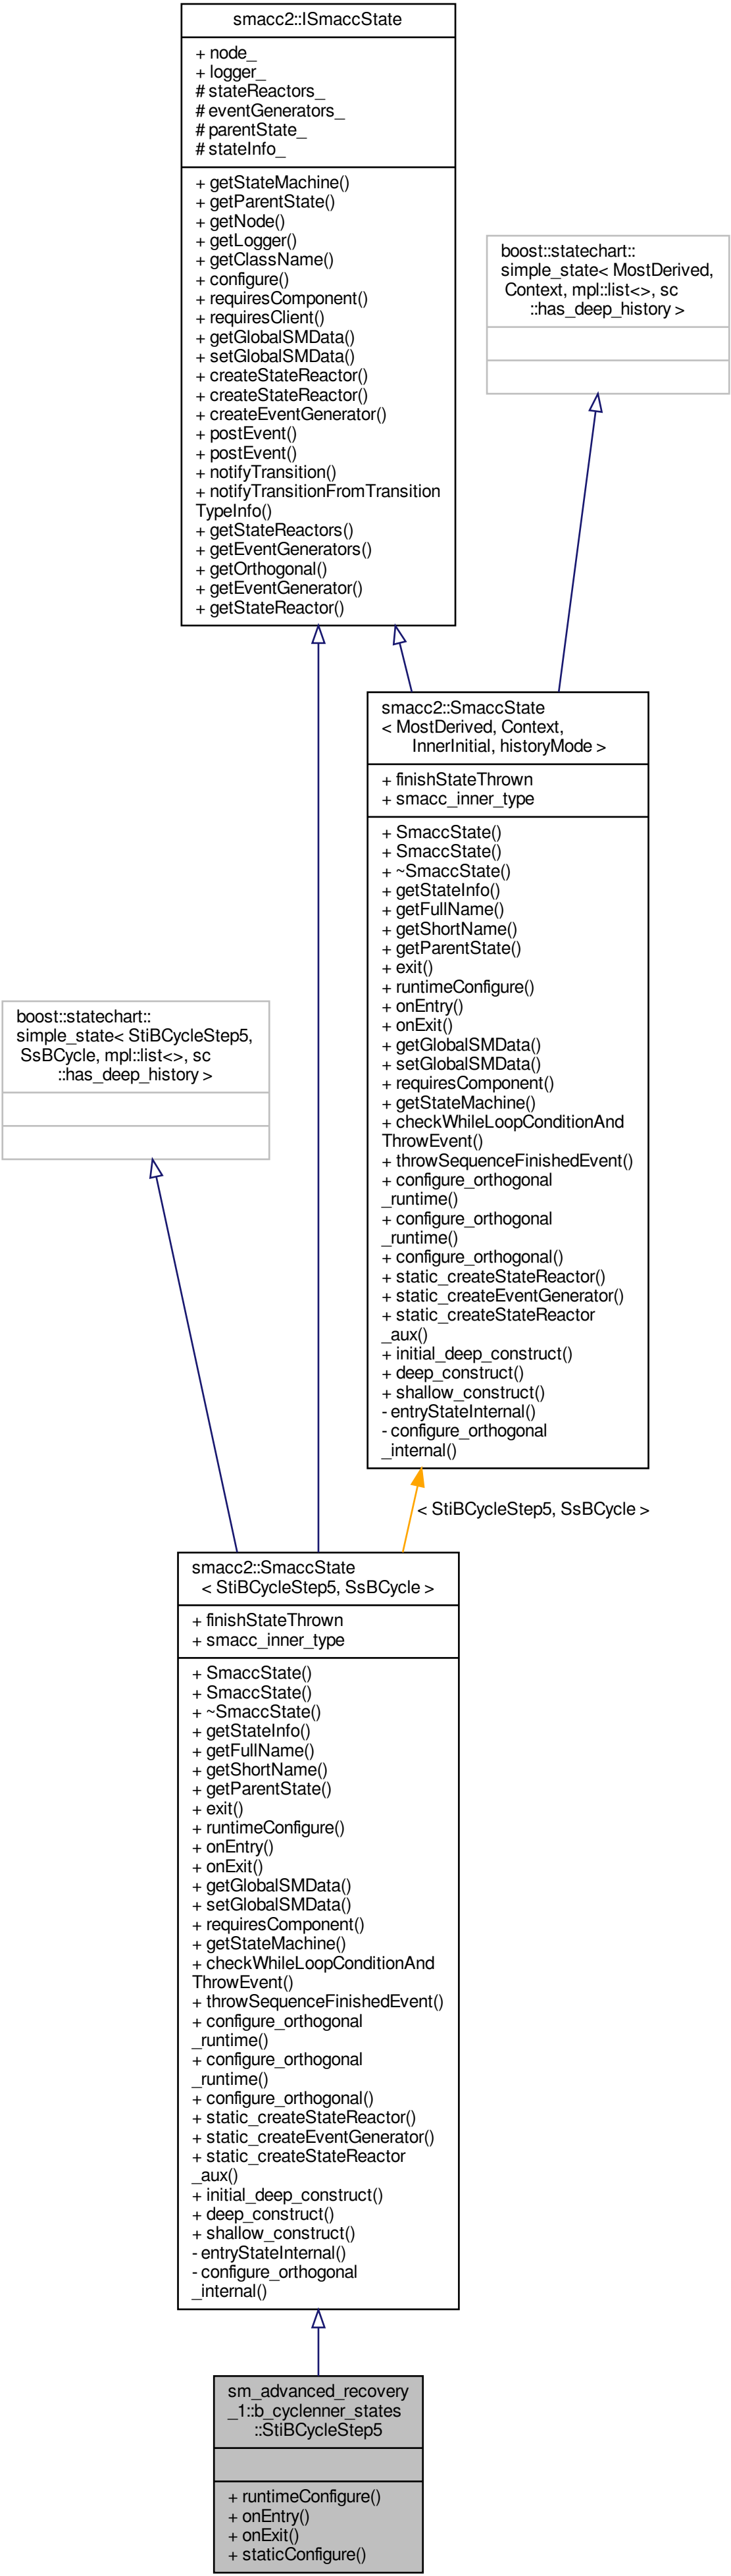 smacc2::ISmaccState
+ node_
+ logger_
# stateReactors_
# eventGenerators_
# parentState_
# stateInfo_
+ getStateMachine()
+ getParentState()
+ getNode()
+ getLogger()
+ getClassName()
+ configure()
+ requiresComponent()
+ requiresClient()
+ getGlobalSMData()
+ setGlobalSMData()
+ createStateReactor()
+ createStateReactor()
+ createEventGenerator()
+ postEvent()
+ postEvent()
+ notifyTransition()
+ notifyTransitionFromTransition
TypeInfo()
+ getStateReactors()
+ getEventGenerators()
+ getOrthogonal()
+ getEventGenerator()
+ getStateReactor()
boost::statechart::
simple_state< MostDerived,
Context, mpl::list<>, sc
::has_deep_history >
smacc2::SmaccState
< MostDerived, Context,
InnerInitial, historyMode >
+ finishStateThrown
+ smacc_inner_type
+ SmaccState()
+ SmaccState()
+ ~SmaccState()
+ getStateInfo()
+ getFullName()
+ getShortName()
+ getParentState()
+ exit()
+ runtimeConfigure()
+ onEntry()
+ onExit()
+ getGlobalSMData()
+ setGlobalSMData()
+ requiresComponent()
+ getStateMachine()
+ checkWhileLoopConditionAnd
ThrowEvent()
+ throwSequenceFinishedEvent()
+ configure_orthogonal
_runtime()
+ configure_orthogonal
_runtime()
+ configure_orthogonal()
+ static_createStateReactor()
+ static_createEventGenerator()
+ static_createStateReactor
_aux()
+ initial_deep_construct()
+ deep_construct()
+ shallow_construct()
- entryStateInternal()
- configure_orthogonal
_internal()
boost::statechart::
simple_state< StiBCycleStep5,
SsBCycle, mpl::list<>, sc
::has_deep_history >
< StiBCycleStep5, SsBCycle >
smacc2::SmaccState
< StiBCycleStep5, SsBCycle >
+ finishStateThrown
+ smacc_inner_type
+ SmaccState()
+ SmaccState()
+ ~SmaccState()
+ getStateInfo()
+ getFullName()
+ getShortName()
+ getParentState()
+ exit()
+ runtimeConfigure()
+ onEntry()
+ onExit()
+ getGlobalSMData()
+ setGlobalSMData()
+ requiresComponent()
+ getStateMachine()
+ checkWhileLoopConditionAnd
ThrowEvent()
+ throwSequenceFinishedEvent()
+ configure_orthogonal
_runtime()
+ configure_orthogonal
_runtime()
+ configure_orthogonal()
+ static_createStateReactor()
+ static_createEventGenerator()
+ static_createStateReactor
_aux()
+ initial_deep_construct()
+ deep_construct()
+ shallow_construct()
- entryStateInternal()
- configure_orthogonal
_internal()
sm_advanced_recovery
_1::b_cyclenner_states
::StiBCycleStep5
+ runtimeConfigure()
+ onEntry()
+ onExit()
+ staticConfigure()